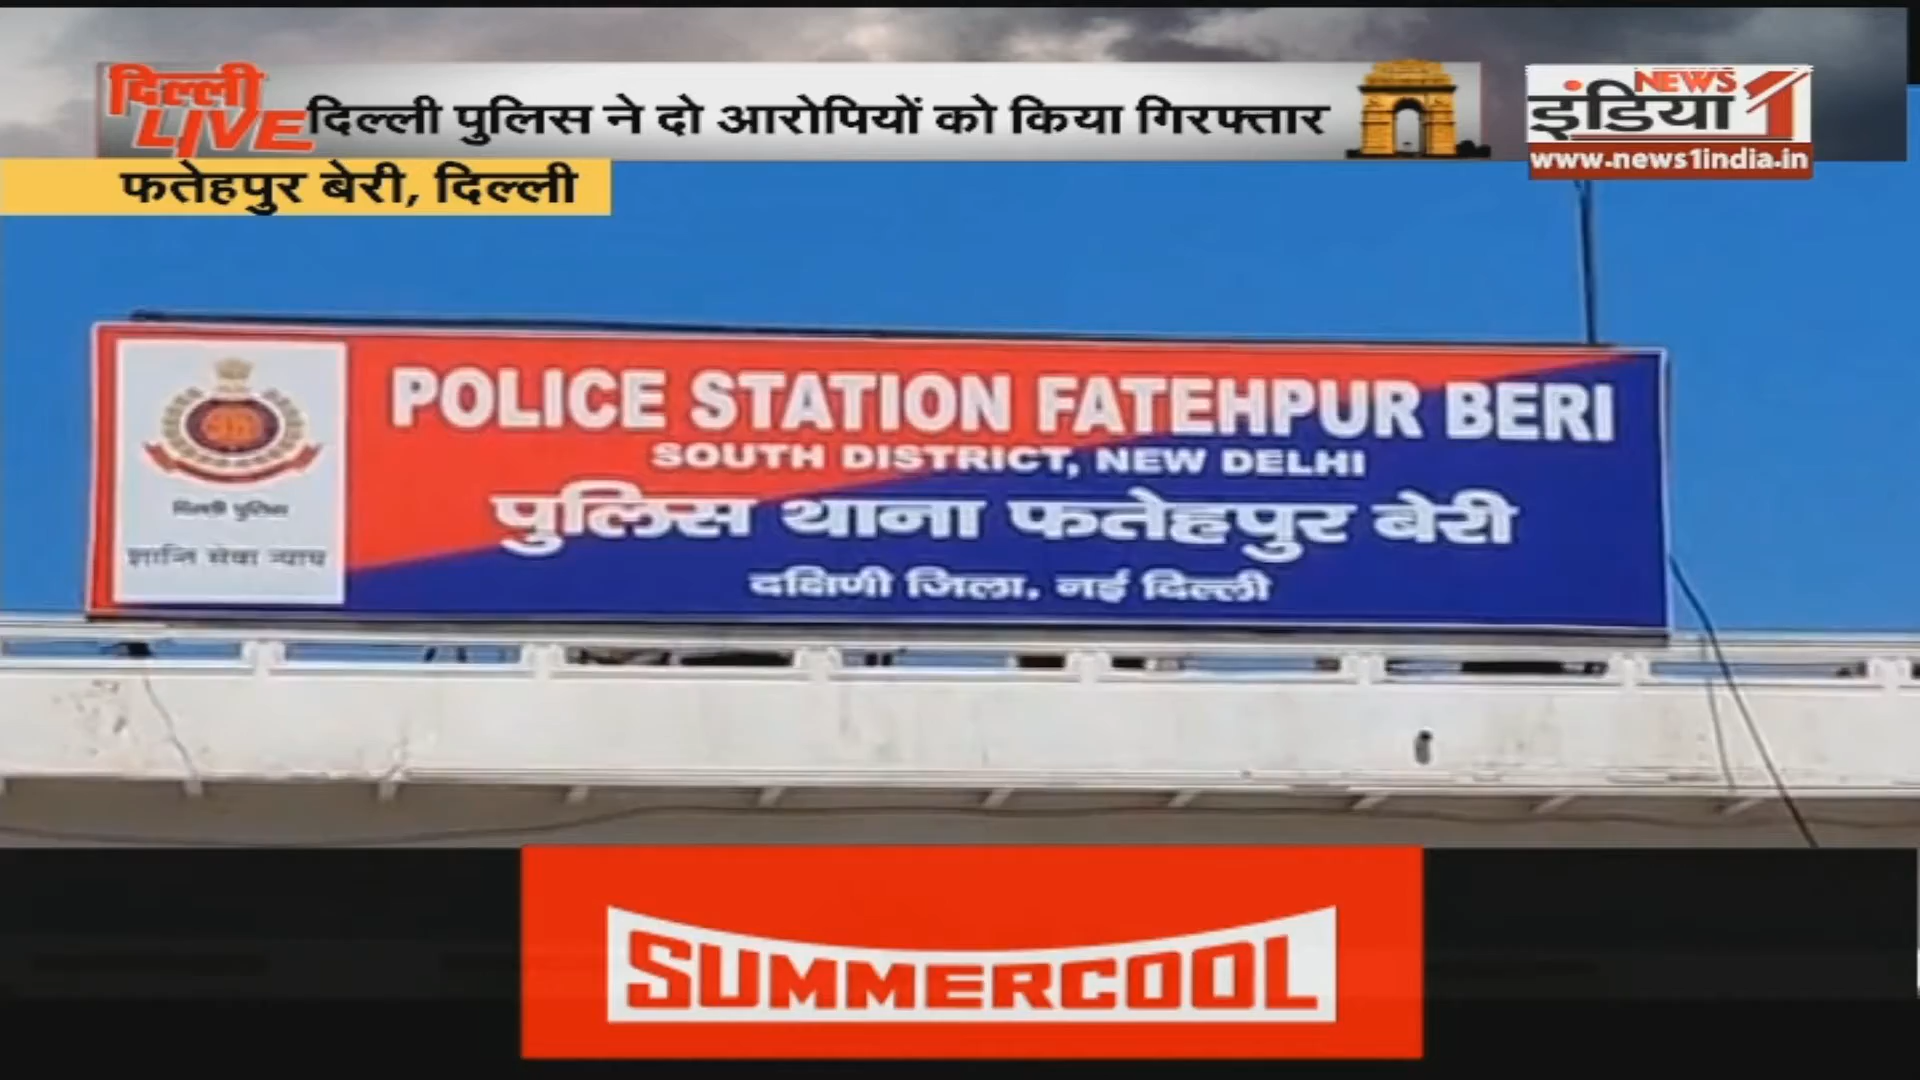 दिल्ली LIVE
दिल्ली पुलिस ने दो आरोपियों को किया गिरफ्तार
NEWS
इंडिया 1
www.news1india.in
फतेहपुर बेरी, दिल्ली
POLICE STATION FATEHPUR BERI
SOUTH DISTRICT, NEW DELHI
पुलिस थाना फतेहपुर बेरी
दक्षिणी जिला, नई दिल्ली
दिल्ली पुलिस
शान्ति सेवा न्याय
SUMMERCOOL